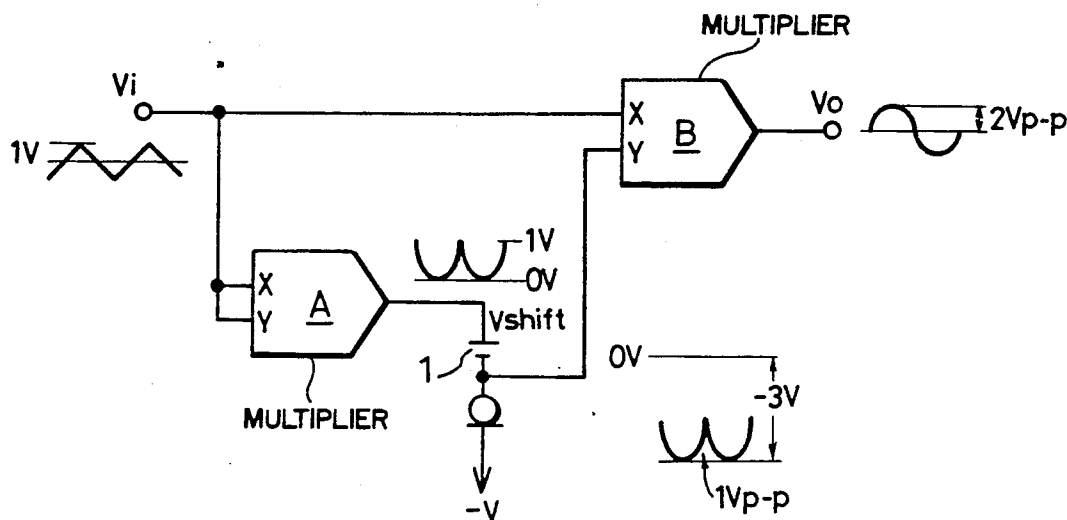 MULTIPLIER
Vi
1V
X
Y
B
Vo
2Vp-p
X
Y
A
1V
0V
Vshift
1
MULTIPLIER
-V
0V
-3V
1Vp-p